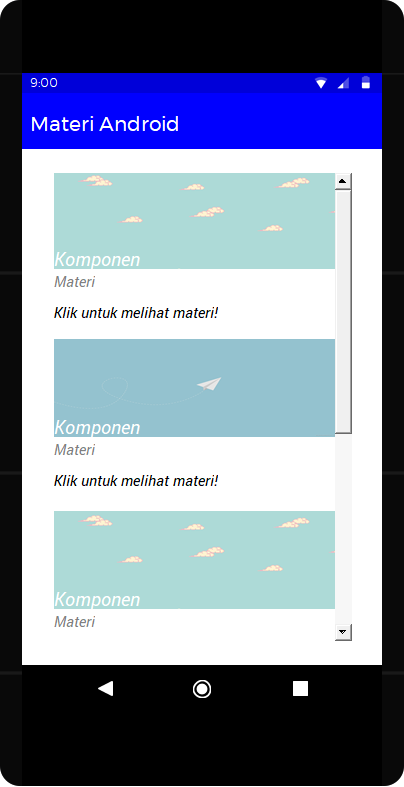 9:00
Materi Android
Komponen
Materi
Klik untuk melihat materi!
Komponen
Materi
Klik untuk melihat materi!
Komponen
Materi